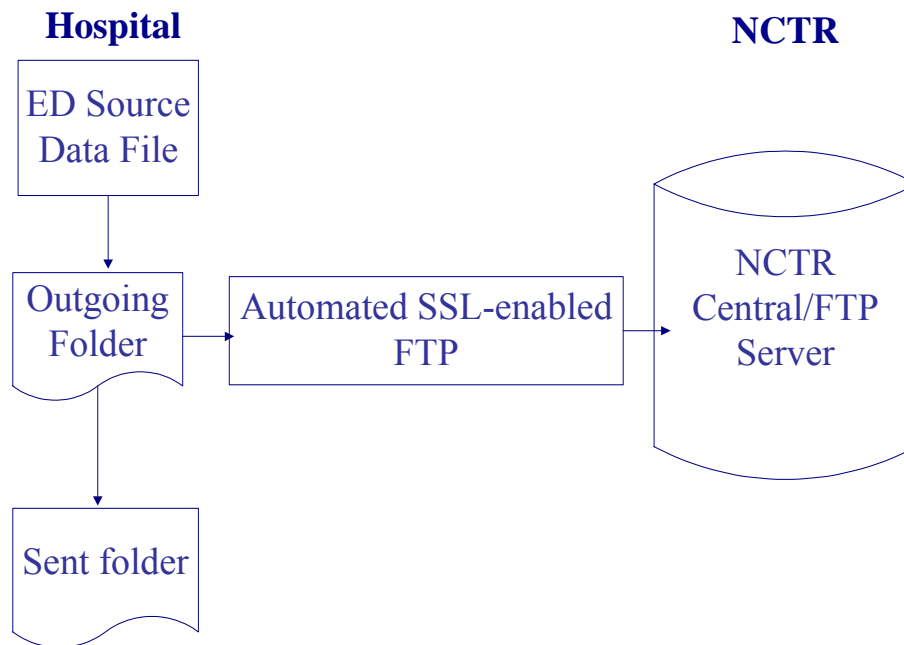 Hospital
NCTR
ED Source
Data File
Outgoing
Folder
Automated SSL-enabled
FTP
NCTR
Central/FTP
Server
Sent folder